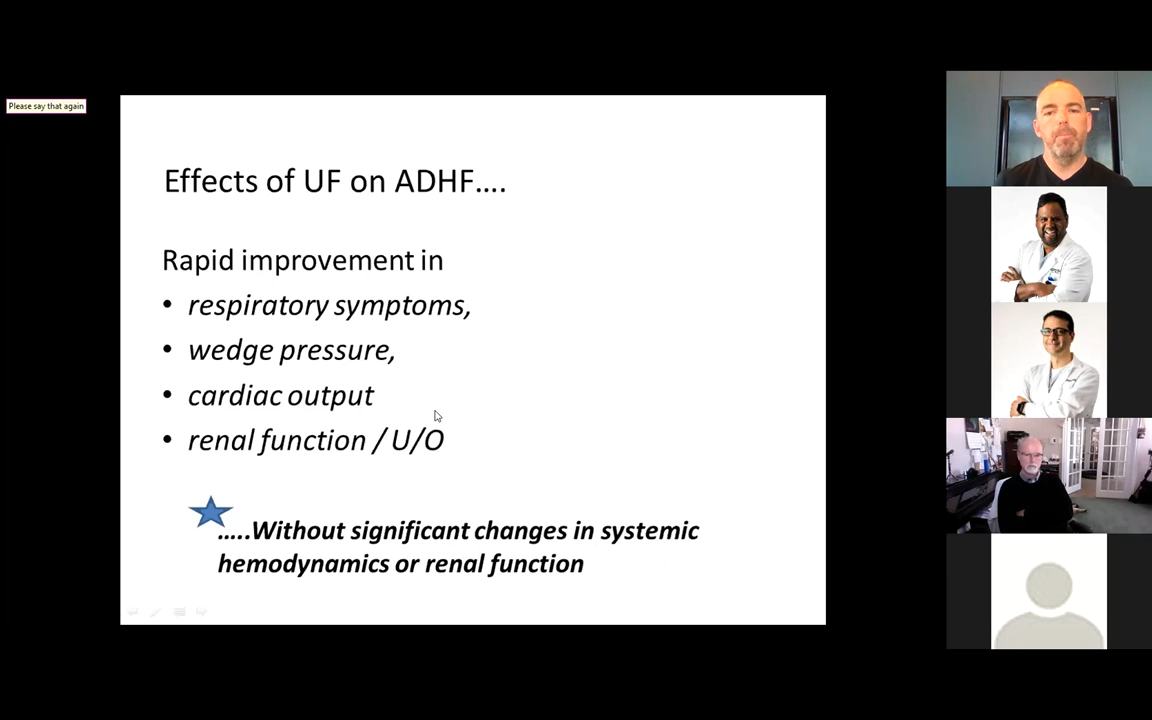 Please say that again
Effects of UF on ADHF....
Rapid improvement in
• respiratory symptoms,
• wedge pressure,
• cardiac output
• renal function / U/O
.....Without significant changes in systemic
hemodynamics or renal function